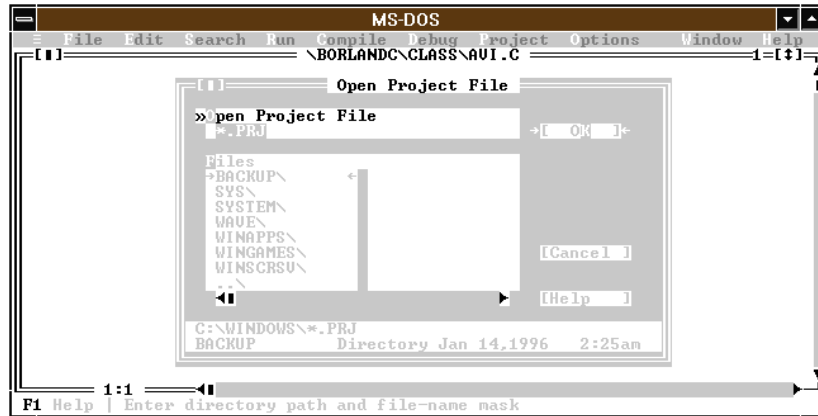 MS-DOS
≡ File Edit Search Run Compile Debug Project Options Window Help
[▮] \BORLANDC\CLASS\AVI.C 1=[↕]
[▮] Open Project File
»Open Project File
*.PRJ
→[ OK ]←
Files
→BACKUP\ ←
SYS\
SYSTEM\
WAVE\
WINAPPS\
WINGAMES\
WINSCRSV\
..\
[Cancel ]
[Help ]
C:\WINDOWS\*.PRJ
BACKUP Directory Jan 14,1996 2:25am
1:1
F1 Help | Enter directory path and file-name mask